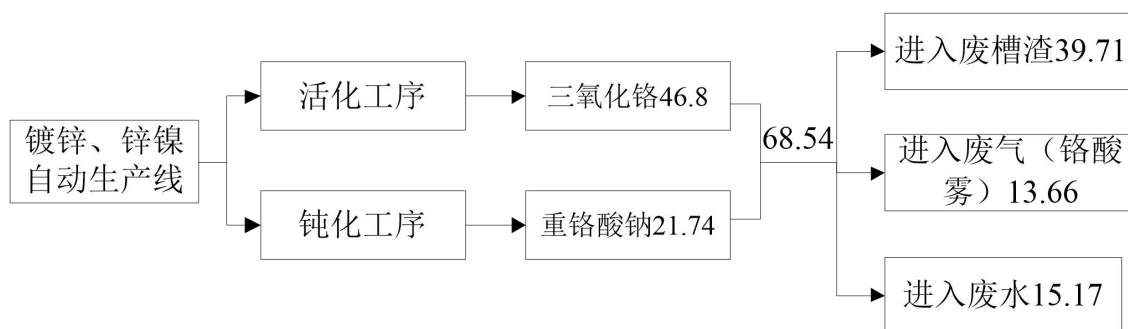 镀锌、锌镍
自动生产线
活化工序
钝化工序
三氧化铬46.8
重铬酸钠21.74
68.54
进入废槽渣39.71
进入废气（铬酸
雾）13.66
进入废水15.17